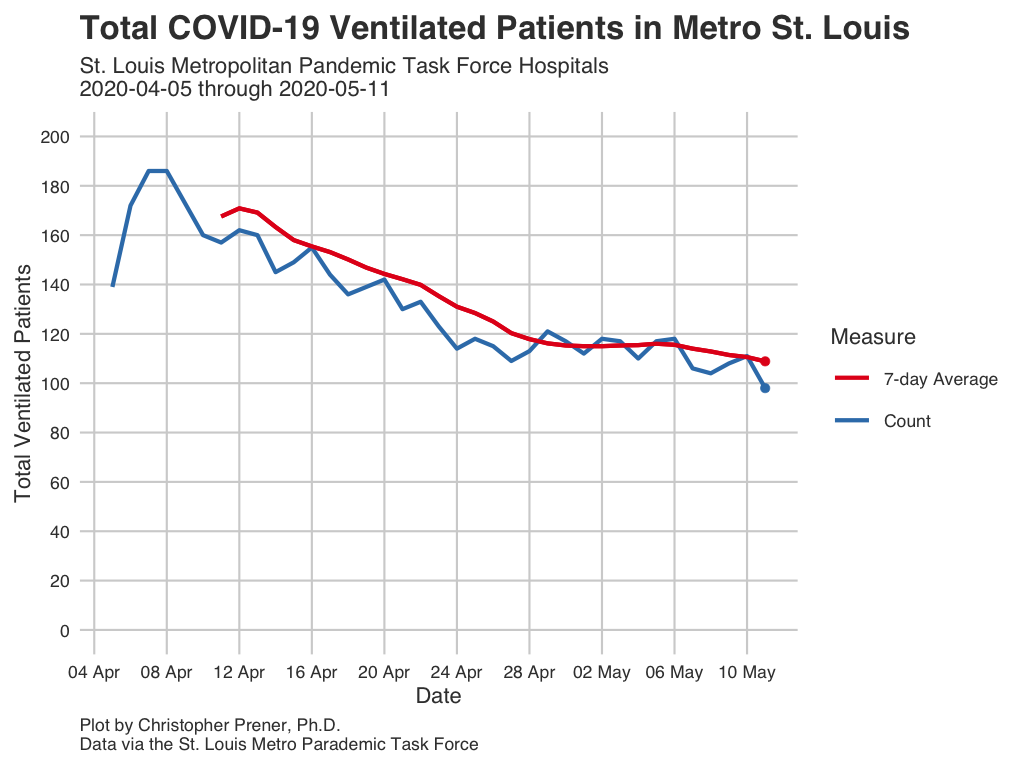 Total COVID-19 Ventilated Patients in Metro St. Louis
St. Louis Metropolitan Pandemic Task Force Hospitals
2020-04-05 through 2020-05-11
Total Ventilated Patients
200
180
160
140
120
100
80
60
40
20
0
04 Apr 08 Apr 12 Apr 16 Apr 20 Apr 24 Apr 28 Apr 02 May 06 May 10 May
Date
Measure
7-day Average
Count
Plot by Christopher Prener, Ph.D.
Data via the St. Louis Metro Parademic Task Force